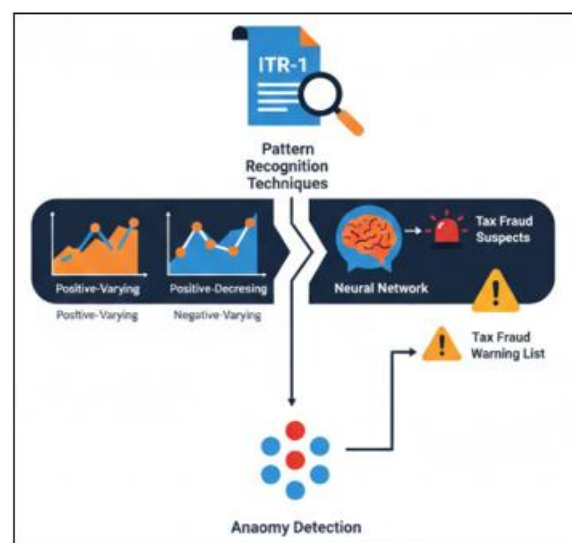 ITR-1
Pattern
Recognition
Techniques
Positive-Varying
Positive-Decresing
Positive-Varying
Negative-Varying
Neural Network
Tax Fraud
Suspects
Tax Fraud
Warning List
Anaomy Detection